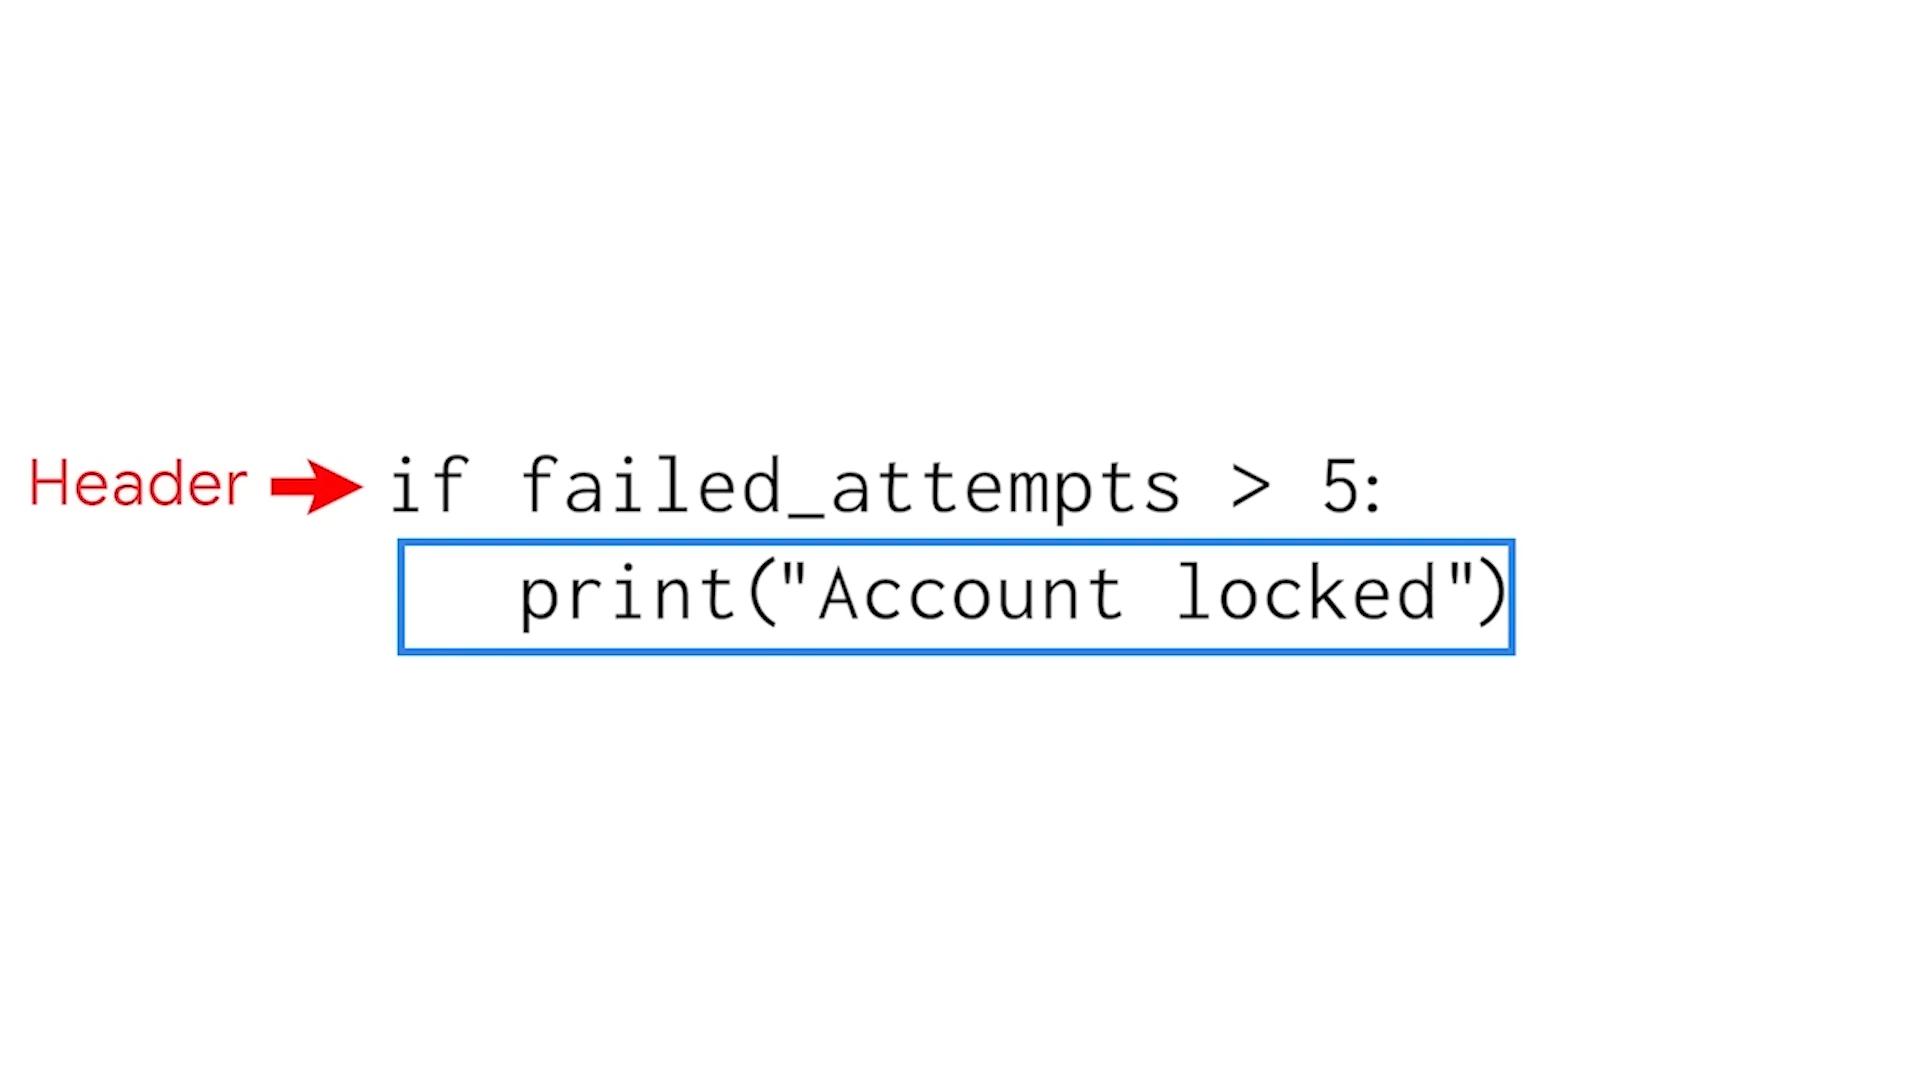 Header if failed_attempts > 5:
print("Account locked")